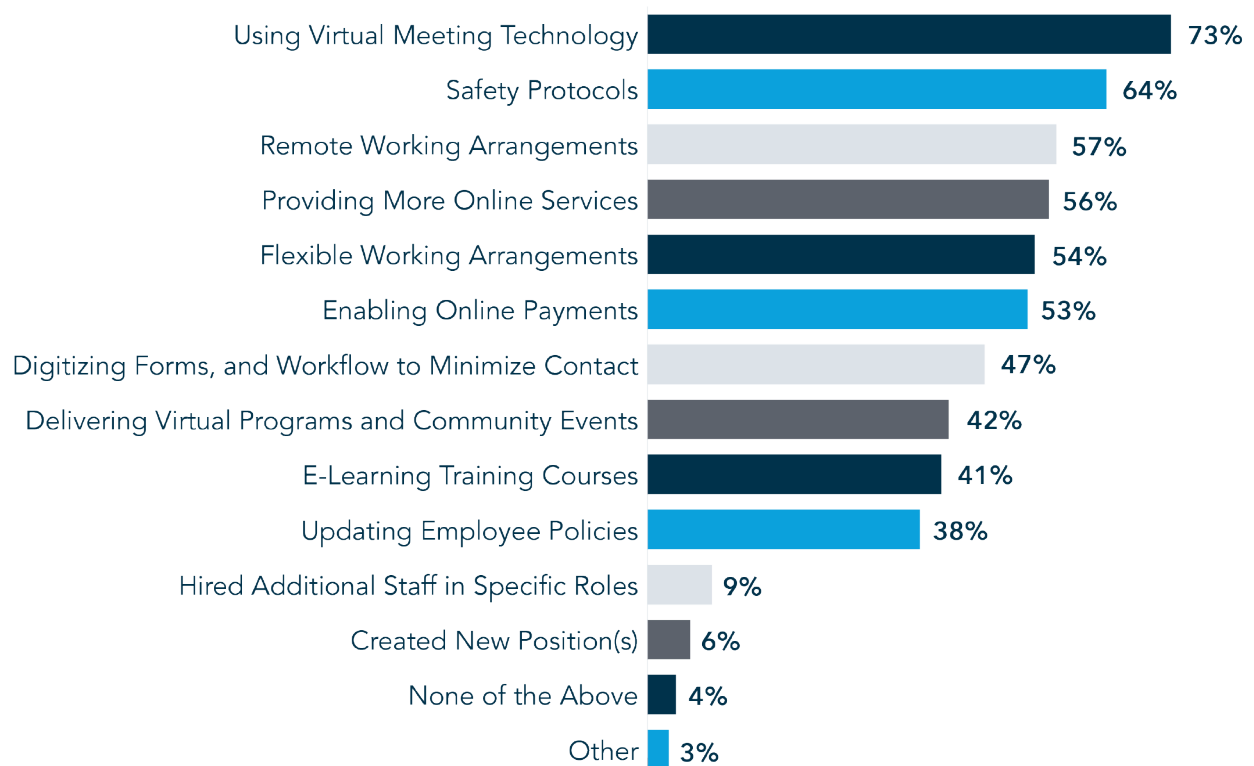 Using Virtual Meeting Technology 73%
Safety Protocols 64%
Remote Working Arrangements 57%
Providing More Online Services 56%
Flexible Working Arrangements 54%
Enabling Online Payments 53%
Digitizing Forms, and Workflow to Minimize Contact 47%
Delivering Virtual Programs and Community Events 42%
E-Learning Training Courses 41%
Updating Employee Policies 38%
Hired Additional Staff in Specific Roles 9%
Created New Position(s) 6%
None of the Above 4%
Other 3%